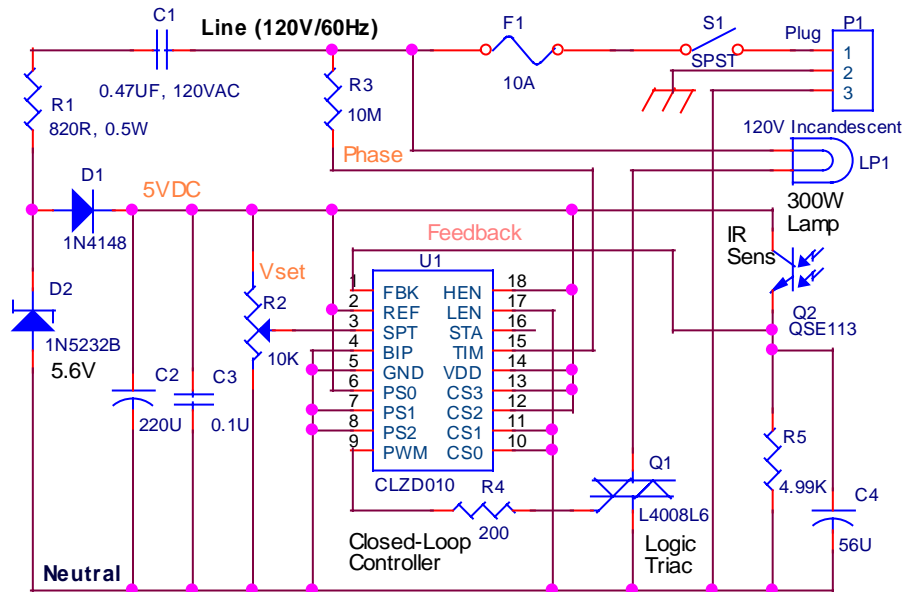 C1
Line (120V/60Hz)
0.47UF, 120VAC
F1
10A
S1
SPST
Plug
P1
1
2
3
R1
820R, 0.5W
R3
10M
Phase
120V Incandescent
LP1
300W
Lamp
D1
1N4148
5VDC
Feedback
IR
Sens
Q2
QSE113
D2
1N5232B
5.6V
Vset
R2
10K
U1
1 FBK HEN 18
2 REF LEN 17
3 SPT STA 16
4 BIP TIM 15
5 GND VDD 14
6 PS0 CS3 13
7 PS1 CS2 12
8 PS2 CS1 11
9 PWM CS0 10
CLZD010
C2
220U
C3
0.1U
R4
200
Q1
L4008L6
Logic
Triac
R5
4.99K
C4
56U
Closed-Loop
Controller
Neutral